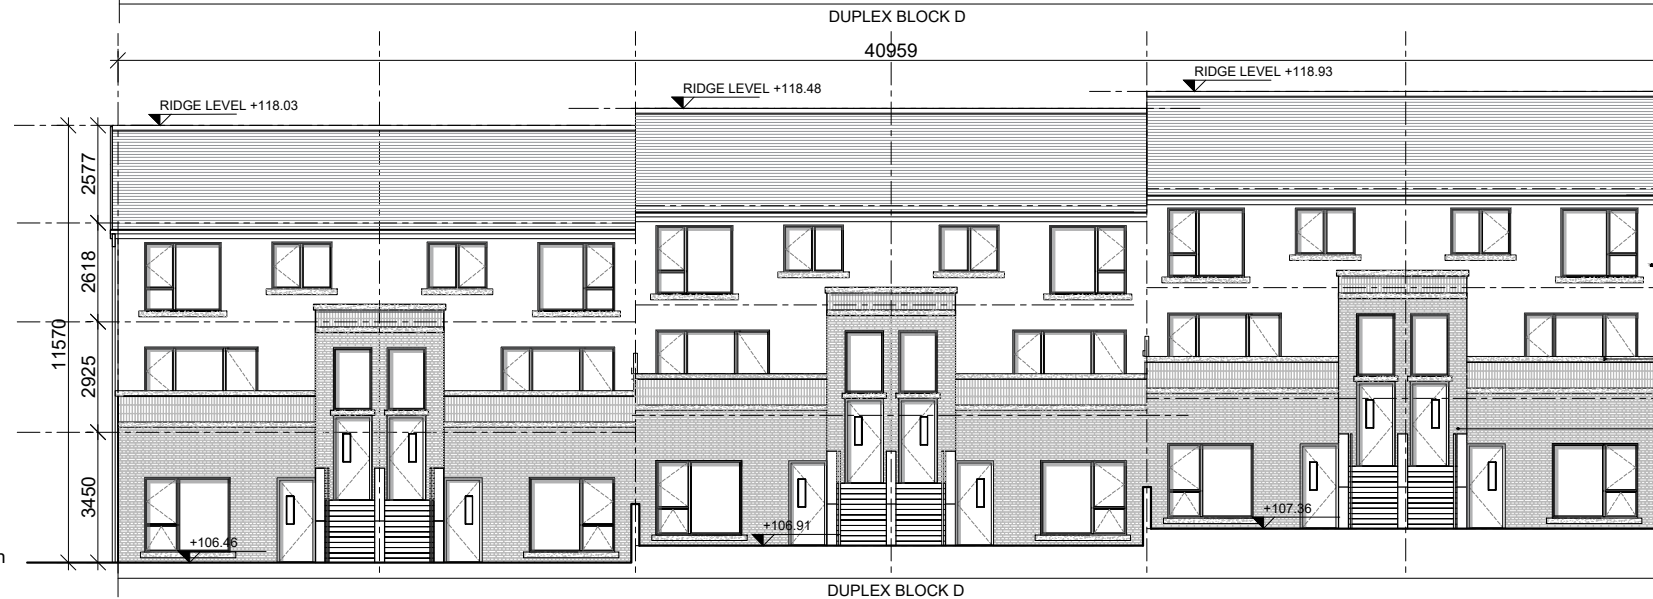 DUPLEX BLOCK D
40959
RIDGE LEVEL +118.93
RIDGE LEVEL +118.48
RIDGE LEVEL +118.03
2577
2618
11570
2925
3450
+107.36
+106.91
+106.46
DUPLEX BLOCK D